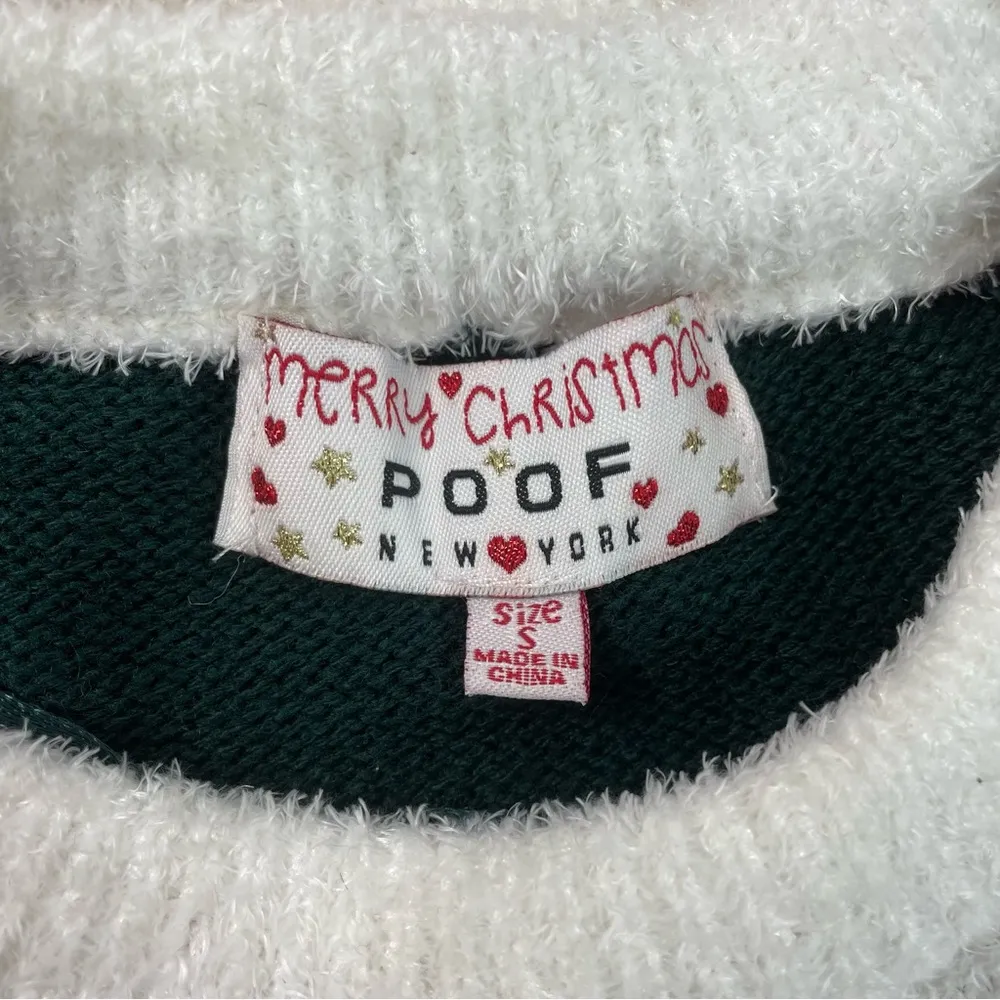 merry christmas
POOF
NEW YORK
size
S
MADE IN
CHINA